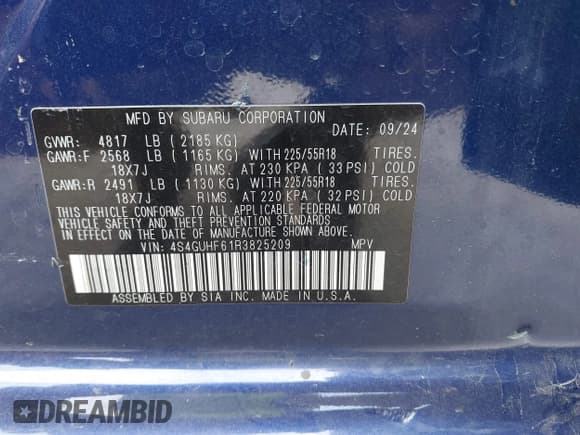 MFD BY SUBARU CORPORATION
DATE: 09/24
GVWR: 4817 LB (2185 KG)
GAWR:F 2568 LB (1165 KG) WITH 225/55R18 TIRES.
18X7J RIMS. AT 230 KPA (33 PSI) COLD
GAWR:R 2491 LB (1130 KG) WITH 225/55R18 TIRES.
18X7J RIMS. AT 220 KPA (32 PSI) COLD
THIS VEHICLE CONFORMS TO ALL APPLICABLE FEDERAL MOTOR
VEHICLE SAFETY AND THEFT PREVENTION STANDARDS
IN EFFECT ON THE DATE OF MANUFACTURE SHOWN ABOVE.
VIN: 4S4GUHF61R3825209 MPV
ASSEMBLED BY SIA INC. MADE IN U.S.A.
DREAMBID